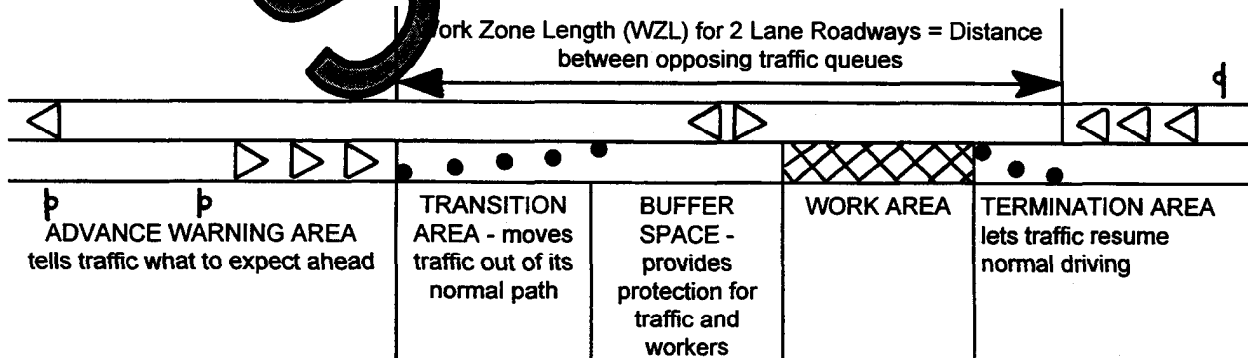 ork Zone Length (WZL) for 2 Lane Roadways = Distance
between opposing traffic queues
ADVANCE WARNING AREA
tells traffic what to expect ahead
TRANSITION
AREA - moves
traffic out of its
normal path
BUFFER
SPACE -
provides
protection for
traffic and
workers
WORK AREA
TERMINATION AREA
lets traffic resume
normal driving